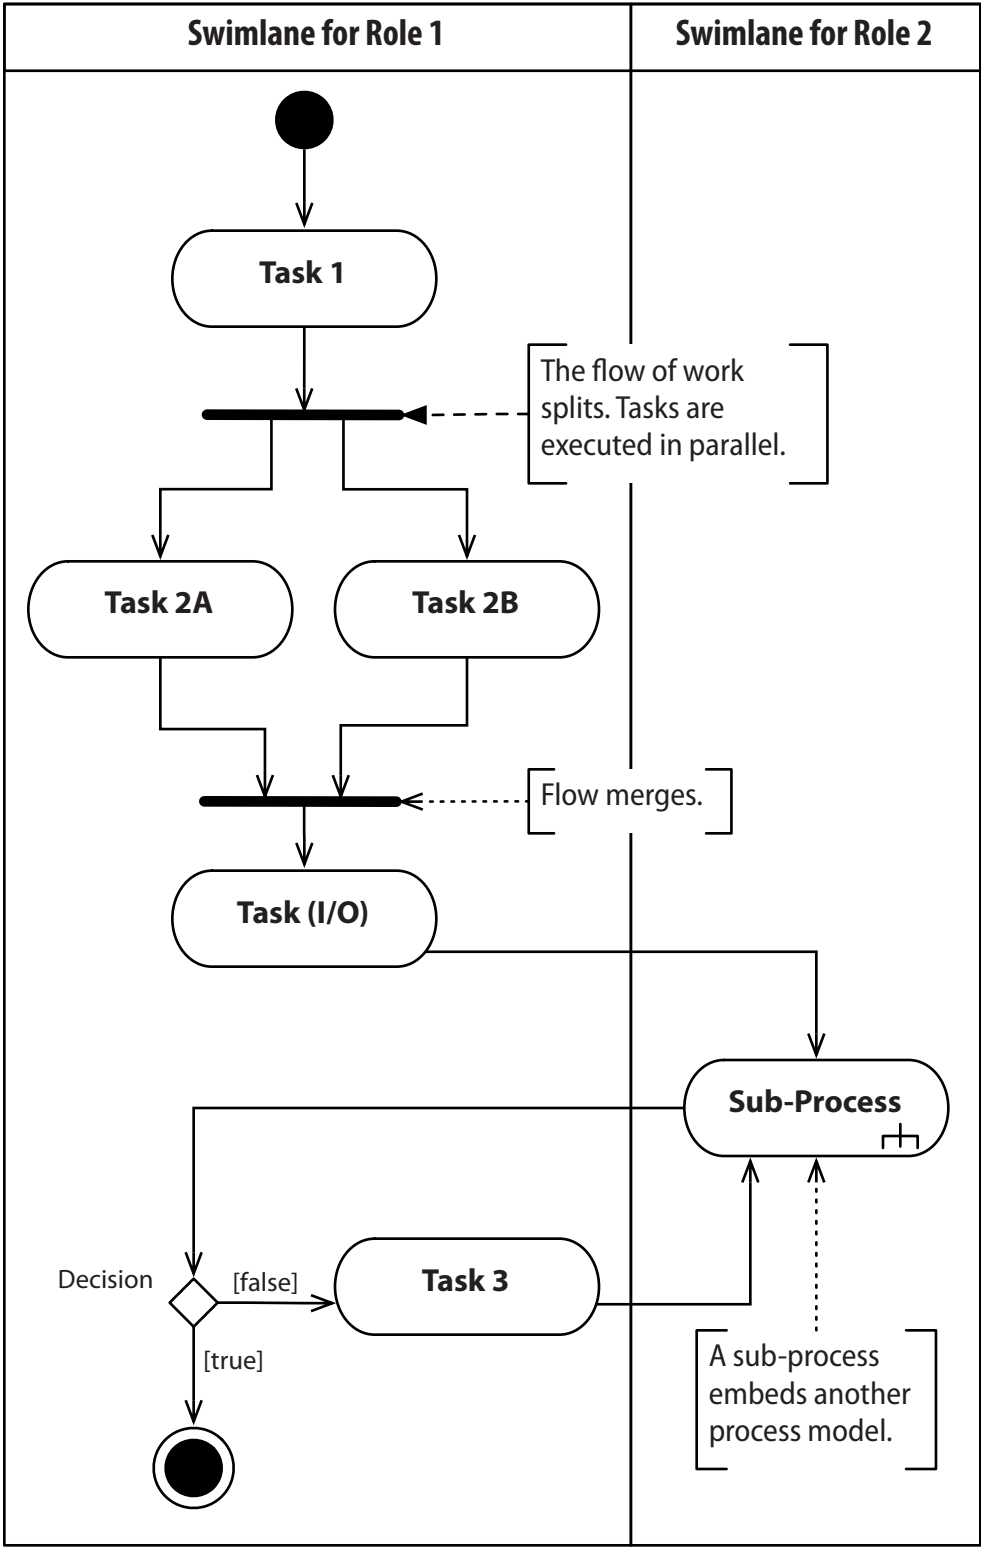 Swimlane for Role 1
Swimlane for Role 2
Task 1
The flow of work
splits. Tasks are
executed in parallel.
Task 2A
Task 2B
Flow merges.
Task (I/O)
Sub-Process
Decision
[false]
Task 3
[true]
A sub-process
embeds another
process model.